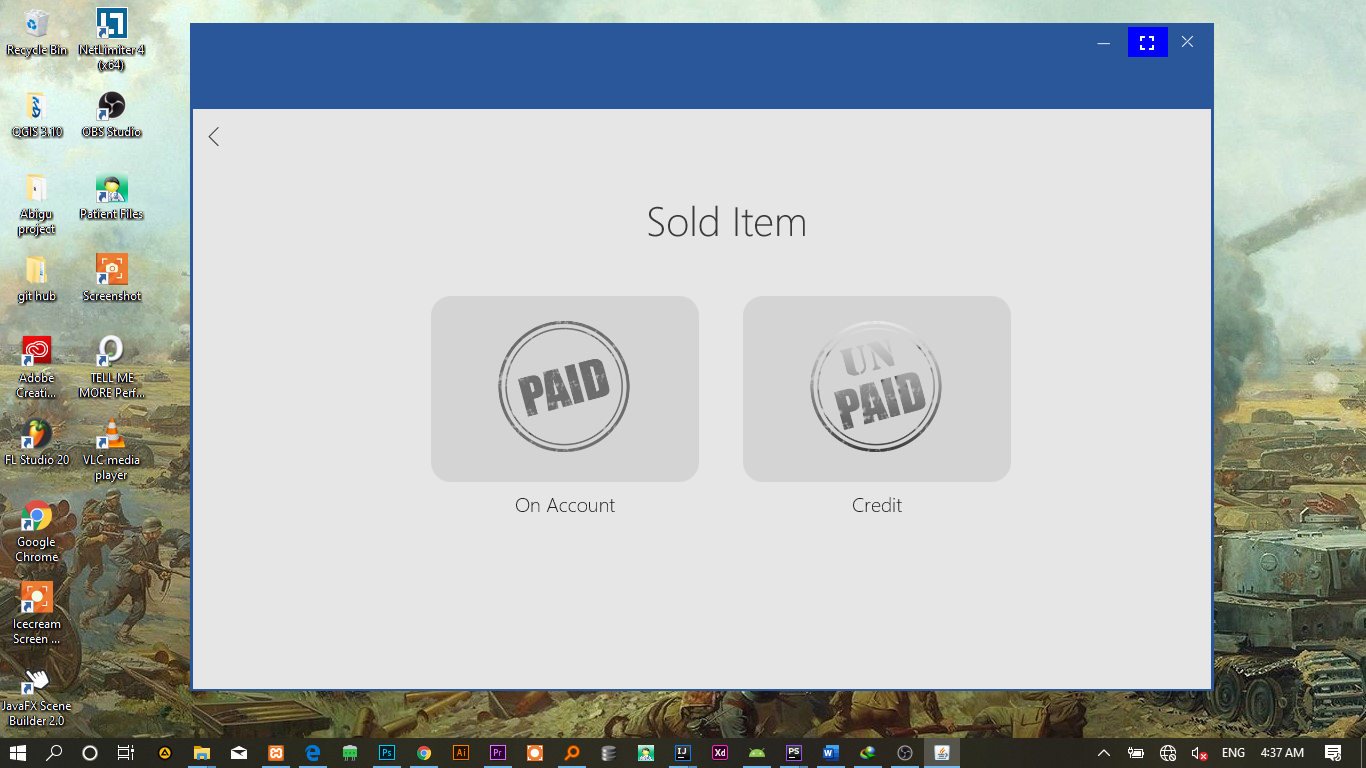 Recycle Bin
NetLimiter 4
(x64)
QGIS 3.10
OBS Studio
Abigu
project
Patient Files
git hub
Screenshot
Adobe
Creati...
TELL ME
MORE Perf...
FL Studio 20
VLC media
player
Google
Chrome
Icecream
Screen ...
JavaFX Scene
Builder 2.0
Sold Item
PAID
UN
PAID
On Account
Credit
Ps
Ai
Pr
IJ
Xd
PS
W
ENG
4:37 AM